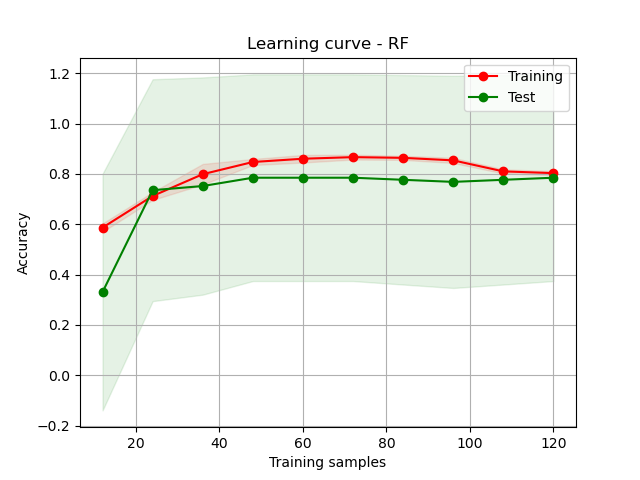 Learning curve - RF
Training
Test
1.2
1.0
0.8
0.6
0.4
0.2
0.0
−0.2
Accuracy
20 40 60 80 100 120
Training samples